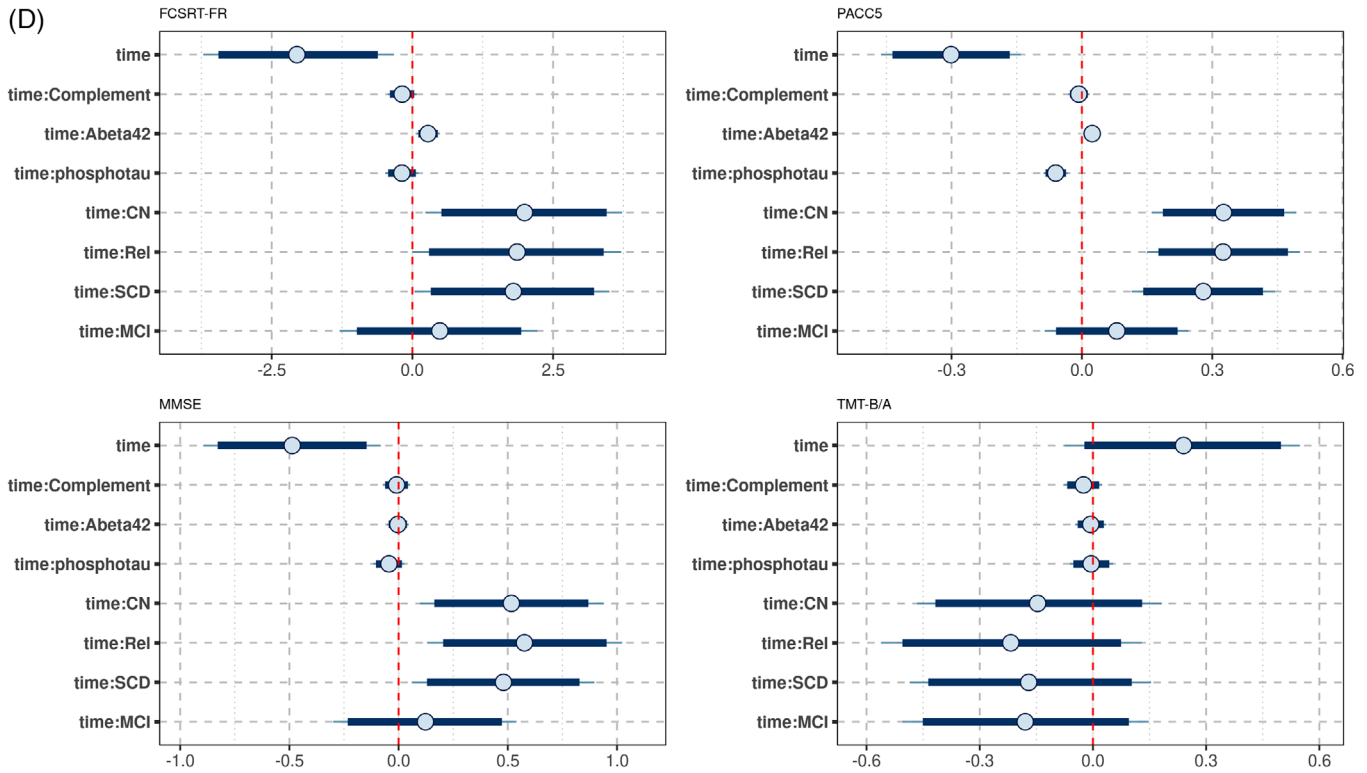 (D)
FCSRT-FR
time
time:Complement
time:Abeta42
time:phosphotau
time:CN
time:Rel
time:SCD
time:MCI
-2.5 0.0 2.5
PACC5
time
time:Complement
time:Abeta42
time:phosphotau
time:CN
time:Rel
time:SCD
time:MCI
-0.3 0.0 0.3 0.6
MMSE
time
time:Complement
time:Abeta42
time:phosphotau
time:CN
time:Rel
time:SCD
time:MCI
-1.0 -0.5 0.0 0.5 1.0
TMT-B/A
time
time:Complement
time:Abeta42
time:phosphotau
time:CN
time:Rel
time:SCD
time:MCI
-0.6 -0.3 0.0 0.3 0.6